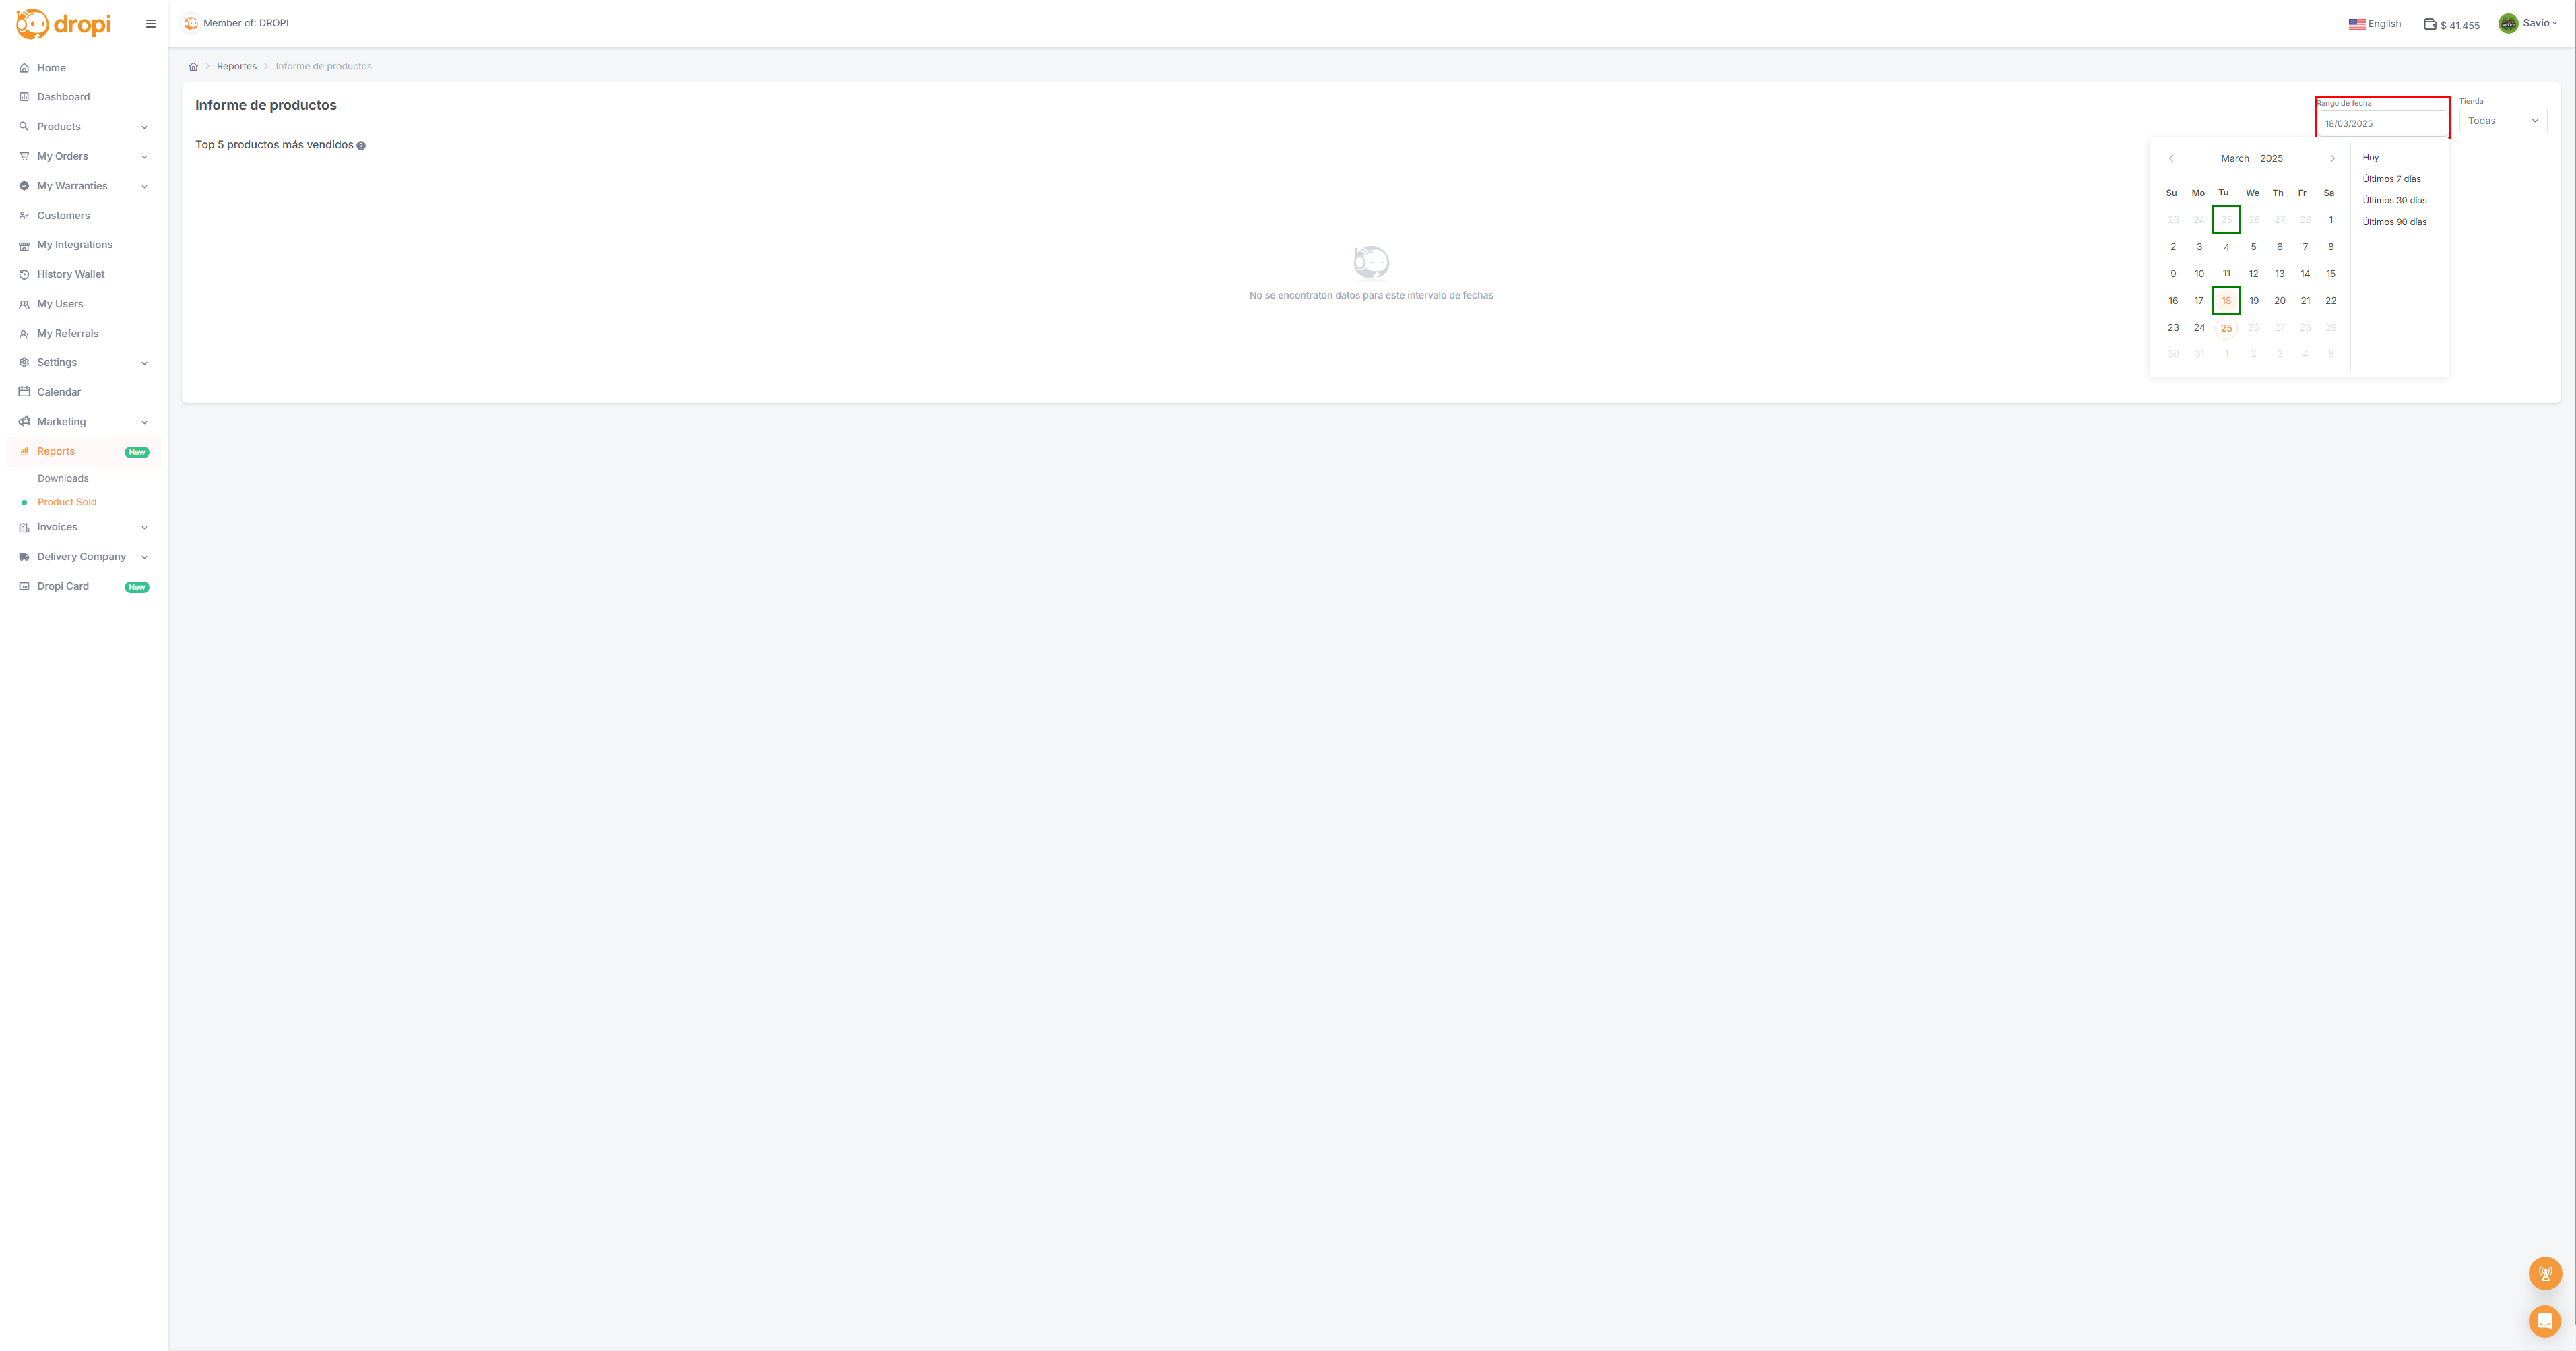 dropi
Member of: DROPI
English
$ 41.455
Savio
Home
Dashboard
Products
My Orders
My Warranties
Customers
My Integrations
History Wallet
My Users
My Referrals
Settings
Calendar
Marketing
Reports New
Downloads
Product Sold
Invoices
Delivery Company
Dropi Card New
Reportes Informe de productos
Informe de productos
Top 5 productos más vendidos ?
No se encontraton datos para este intervalo de fechas
Rango de fecha
18/03/2025
Tienda
Todas
March 2025
Su Mo Tu We Th Fr Sa
23 24 25 26 27 28 1
2 3 4 5 6 7 8
9 10 11 12 13 14 15
16 17 18 19 20 21 22
23 24 25 26 27 28 29
30 31 1 2 3 4 5
Hoy
Últimos 7 días
Últimos 30 días
Últimos 90 días